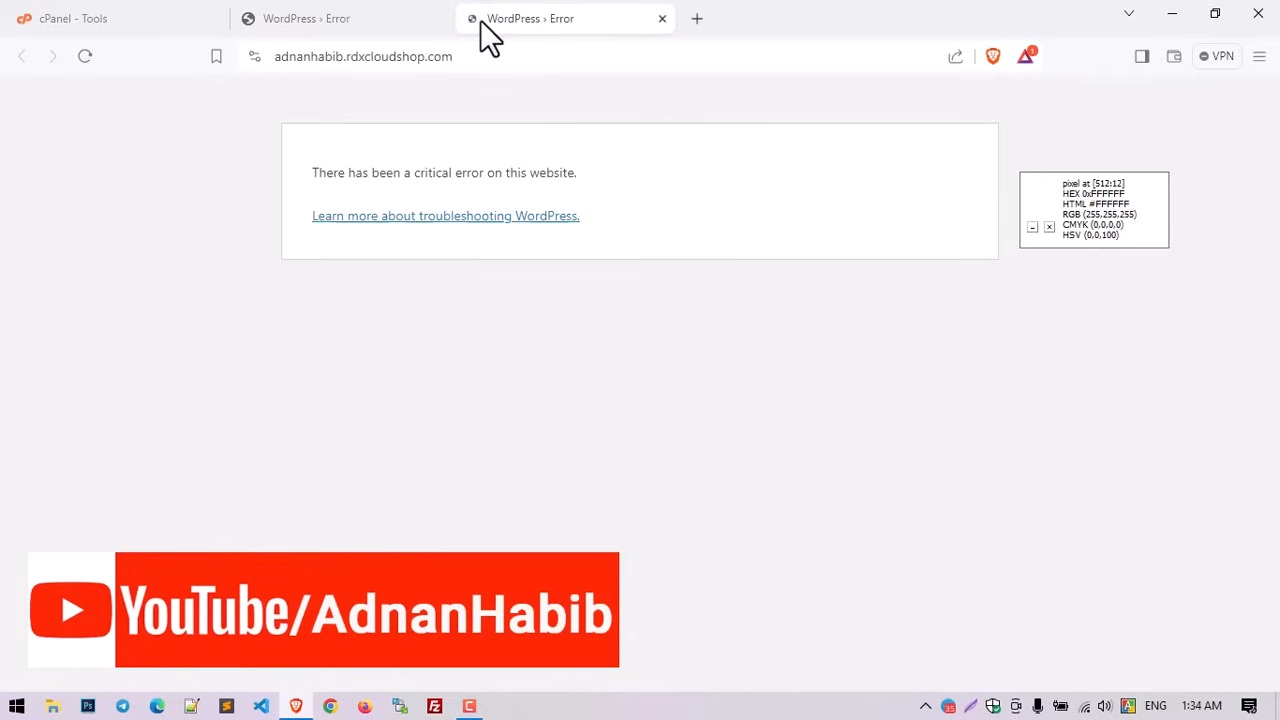 cPanel - Tools
WordPress › Error
WordPress › Error
adnanhabib.rdxcloudshop.com
1
VPN
There has been a critical error on this website.
Learn more about troubleshooting WordPress.
pixel at [512:12]
HEX 0xFFFFFF
HTML #FFFFFF
RGB (255,255,255)
CMYK (0,0,0,0)
HSV (0,0,100)
YouTube/AdnanHabib
35
ENG
1:34 AM